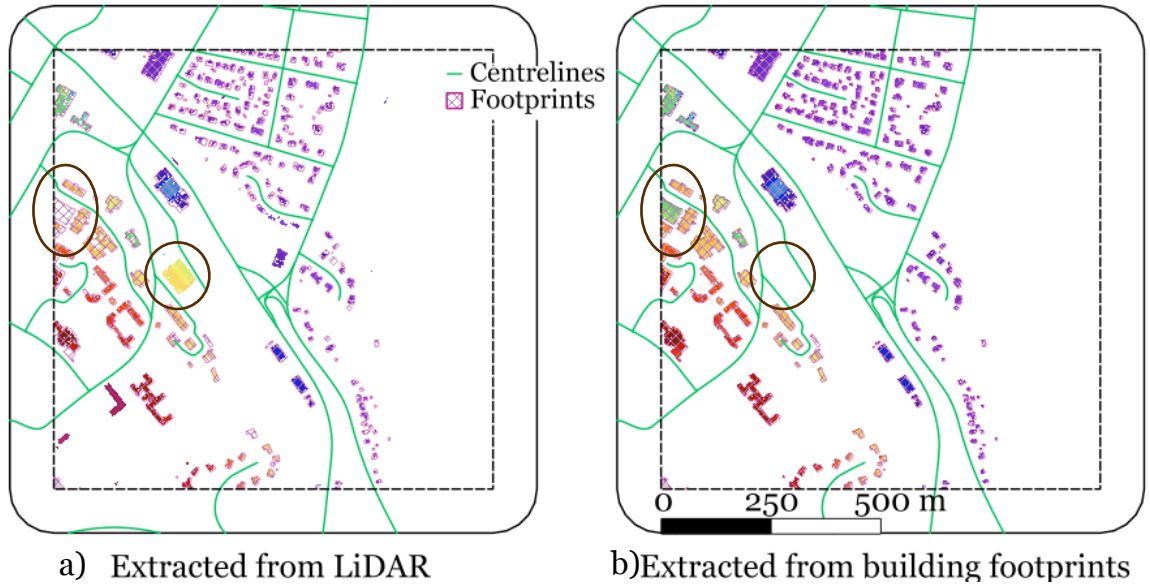 Centrelines
Footprints
0 250 500 m
a) Extracted from LiDAR
b)Extracted from building footprints